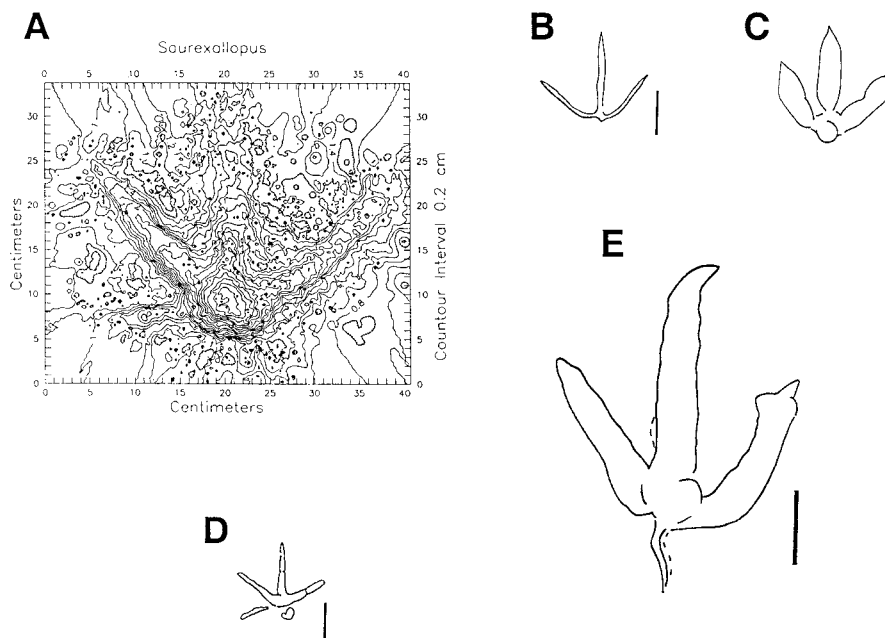 A
Saurexallopus
0 5 10 15 20 25 30 35 40
30 30
25 25
20 20
15 15
10 10
5 5
0 0
Centimeters
Countour Interval 0.2 cm
0 5 10 15 20 25 30 35 40
Centimeters
B
C
E
D